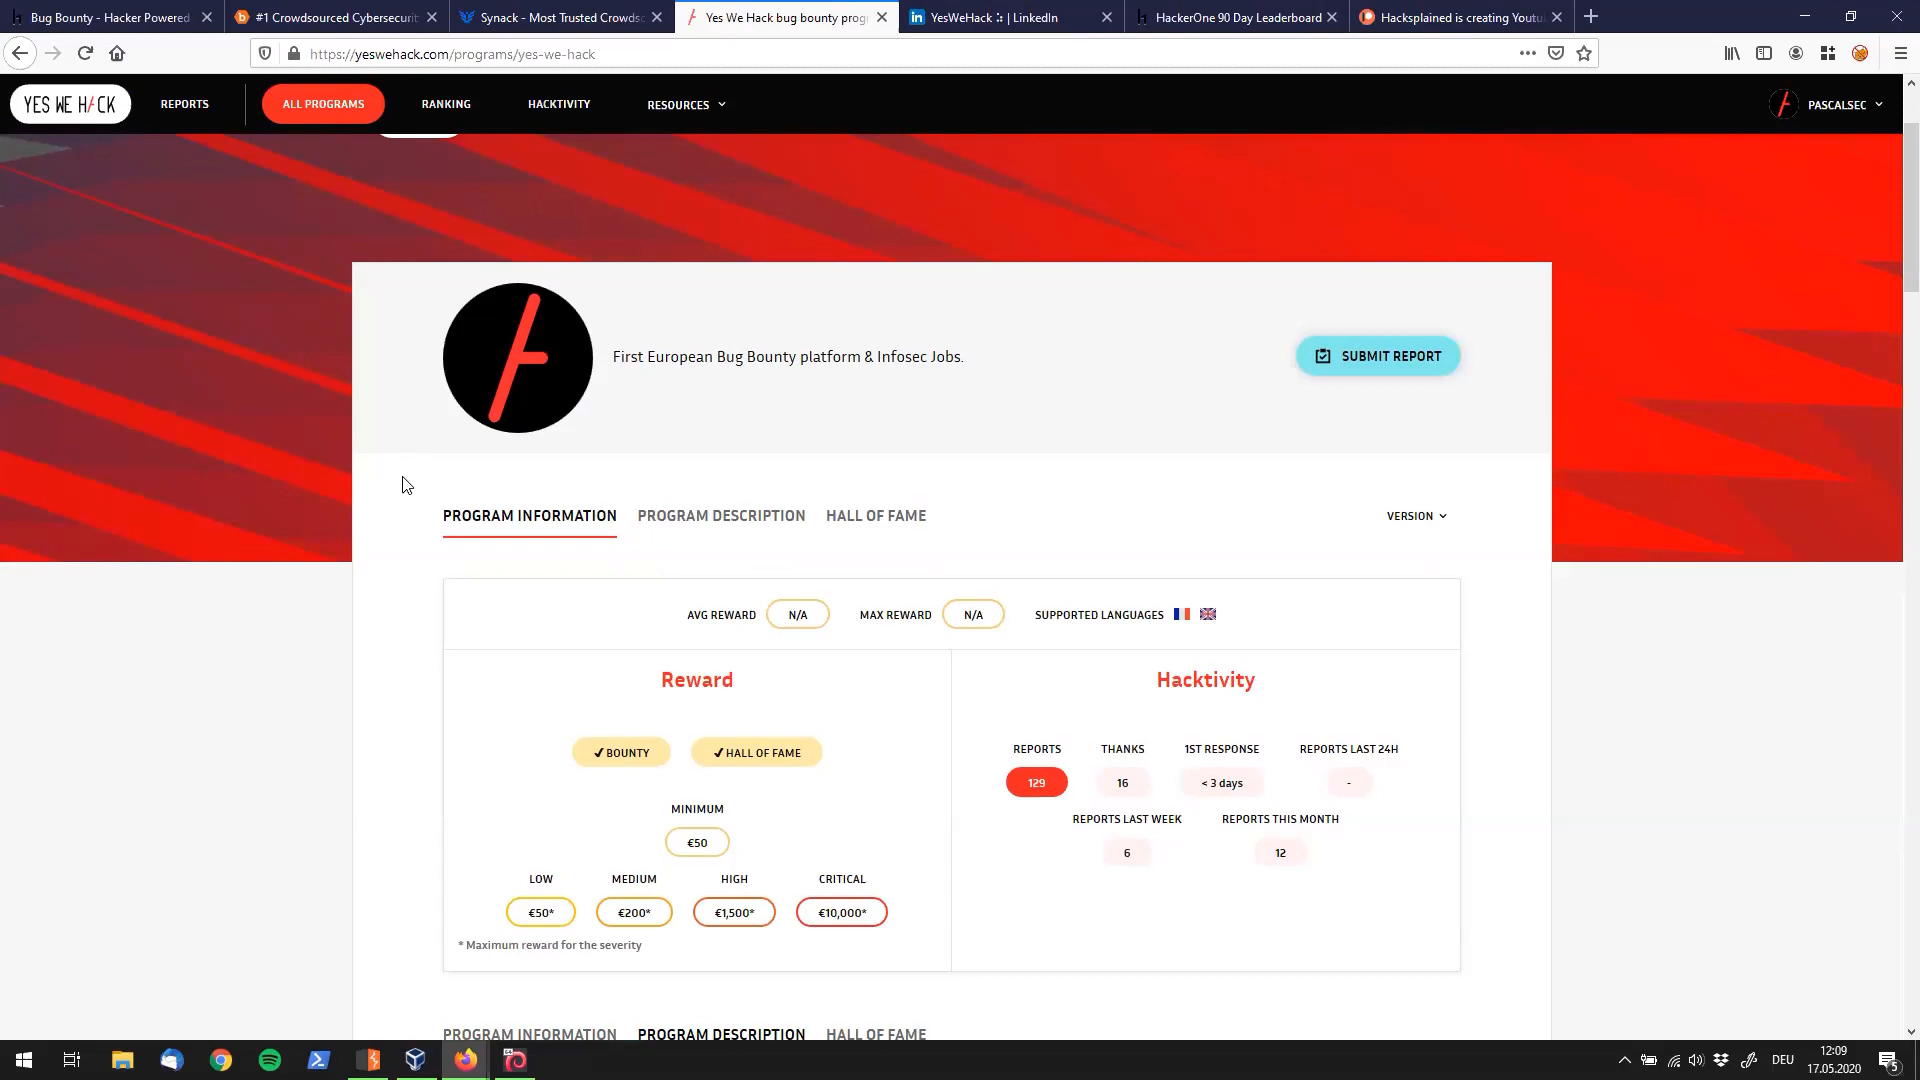 Bug Bounty - Hacker Powered
#1 Crowdsourced Cybersecurit
Synack - Most Trusted Crowds
Yes We Hack bug bounty prog
YesWeHack ⠵ | LinkedIn
HackerOne 90 Day Leaderboard
Hacksplained is creating Youtu
https://yeswehack.com/programs/yes-we-hack
YES WE H/CK
REPORTS
ALL PROGRAMS
RANKING
HACKTIVITY
RESOURCES
PASCALSEC
First European Bug Bounty platform & Infosec Jobs.
SUBMIT REPORT
PROGRAM INFORMATION
PROGRAM DESCRIPTION
HALL OF FAME
VERSION
AVG REWARD N/A
MAX REWARD N/A
SUPPORTED LANGUAGES
Reward
✓ BOUNTY
✓ HALL OF FAME
MINIMUM
€50
LOW MEDIUM HIGH CRITICAL
€50* €200* €1,500* €10,000*
* Maximum reward for the severity
Hacktivity
REPORTS THANKS 1ST RESPONSE REPORTS LAST 24H
129 16 < 3 days -
REPORTS LAST WEEK REPORTS THIS MONTH
6 12
PROGRAM INFORMATION
PROGRAM DESCRIPTION
HALL OF FAME
DEU
12:09
17.05.2020
5